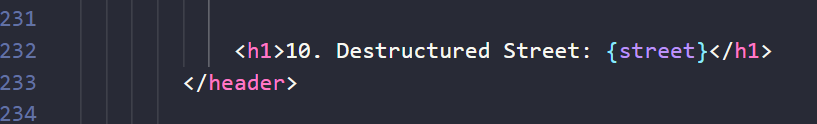 231
232 <h1>10. Destructured Street: {street}</h1>
233 </header>
234